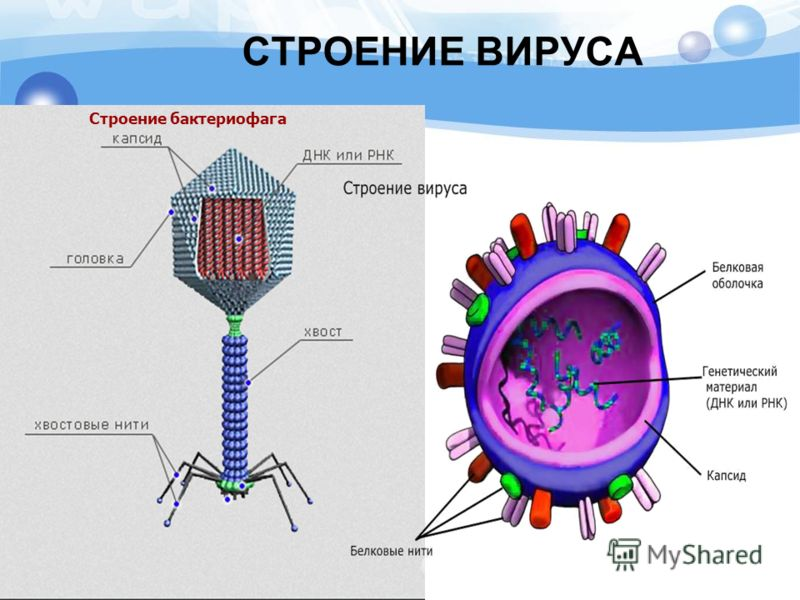 СТРОЕНИЕ ВИРУСА
Строение бактериофага
капсид
ДНК или РНК
головка
хвост
хвостовые нити
Строение вируса
Белковая
оболочка
Генетический
материал
(ДНК или РНК)
Капсид
Белковые нити
MyShared